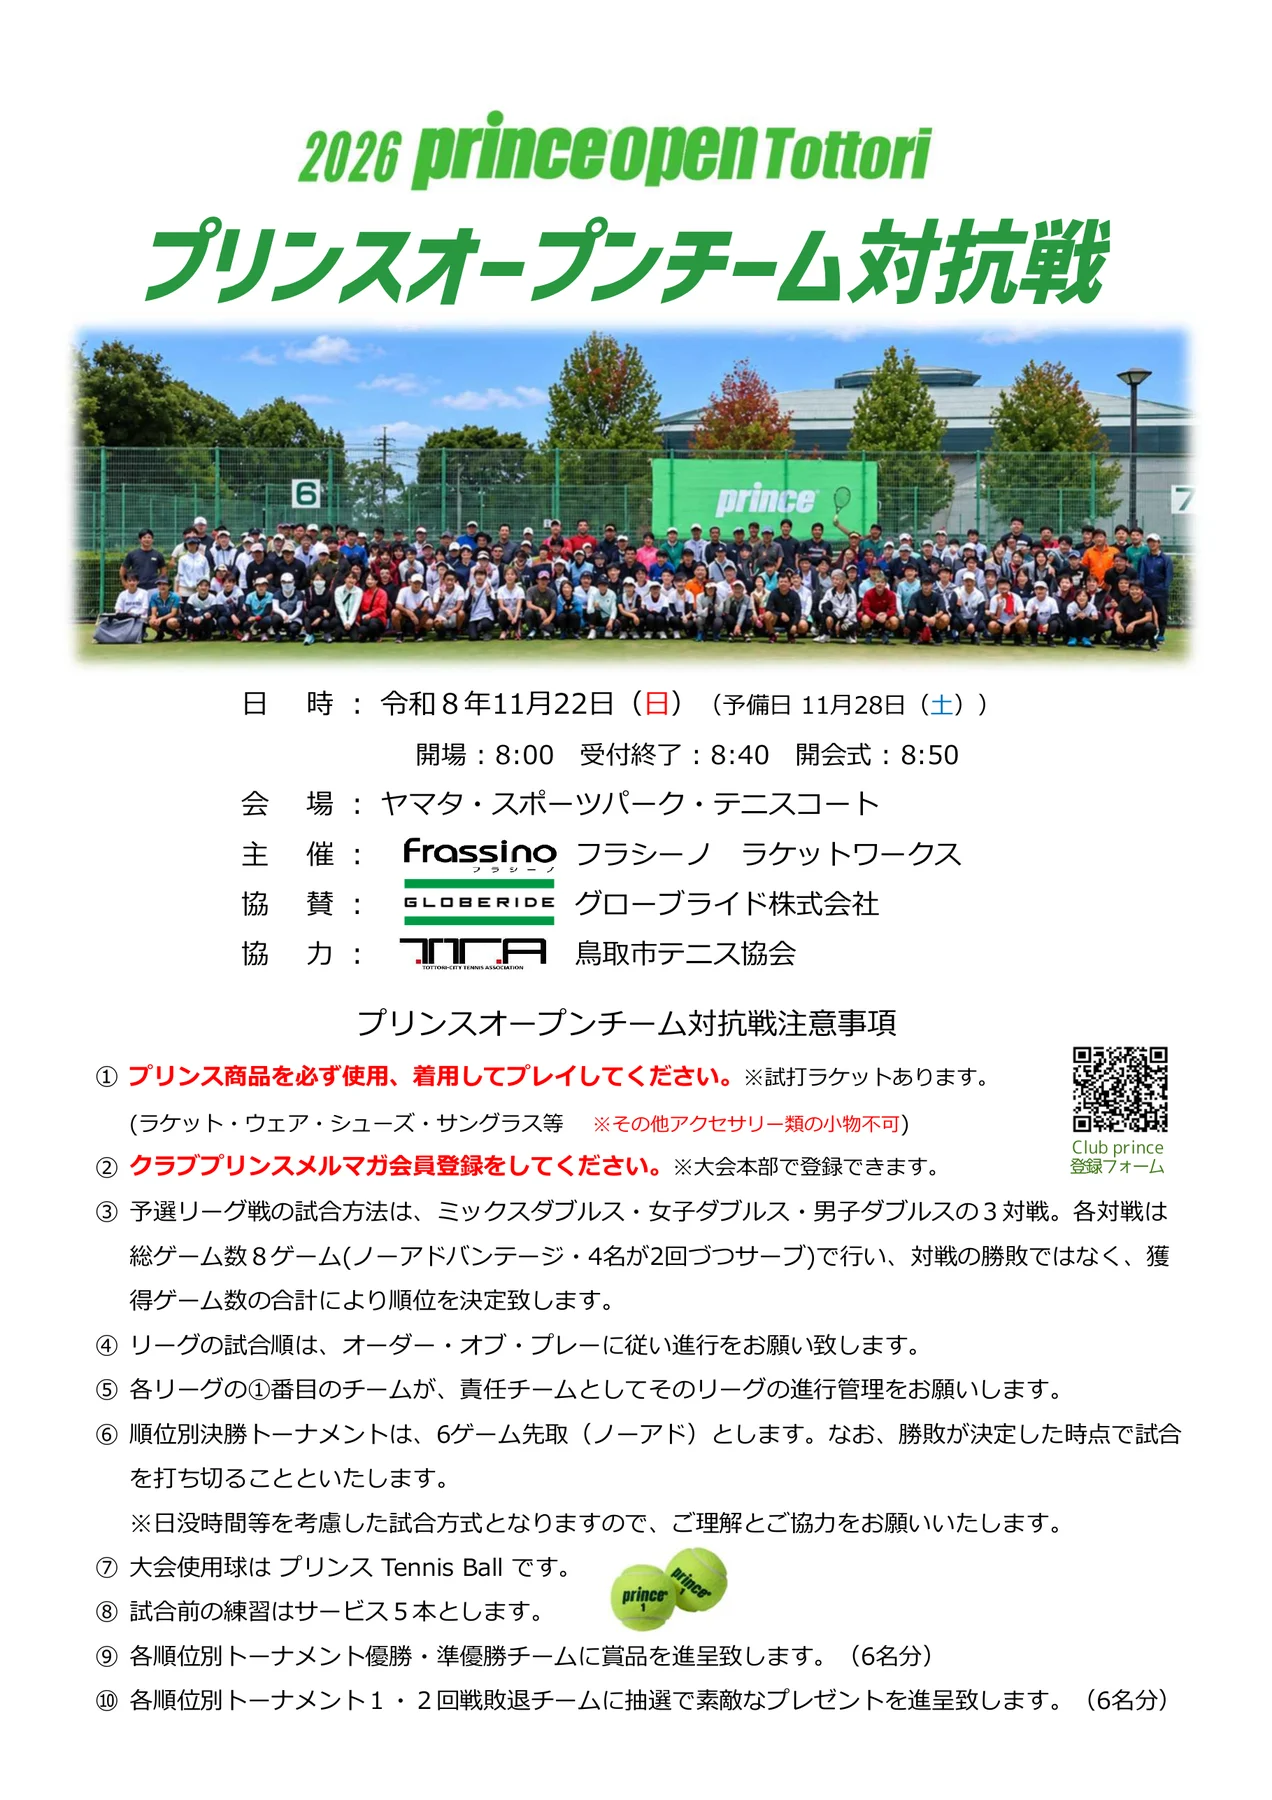 2026 prince open Tottori
プリンスオープンチーム対抗戦
6
prince
7
日　時 ： 令和８年11月22日（日）（予備日 11月28日（土））
開場：8:00　受付終了：8:40　開会式：8:50
会　場 ： ヤマタ・スポーツパーク・テニスコート
主　催 ： Frassino フラシーノ フラシーノ　ラケットワークス
協　賛 ： GLOBERIDE グローブライド株式会社
協　力 ： TTCA TOTTORI-CITY TENNIS ASSOCIATION 鳥取市テニス協会
プリンスオープンチーム対抗戦注意事項
① プリンス商品を必ず使用、着用してプレイしてください。※試打ラケットあります。
(ラケット・ウェア・シューズ・サングラス等　※その他アクセサリー類の小物不可)
Club prince
登録フォーム
② クラブプリンスメルマガ会員登録をしてください。※大会本部で登録できます。
③ 予選リーグ戦の試合方法は、ミックスダブルス・女子ダブルス・男子ダブルスの３対戦。各対戦は
総ゲーム数８ゲーム(ノーアドバンテージ・4名が2回づつサーブ)で行い、対戦の勝敗ではなく、獲
得ゲーム数の合計により順位を決定致します。
④ リーグの試合順は、オーダー・オブ・プレーに従い進行をお願い致します。
⑤ 各リーグの①番目のチームが、責任チームとしてそのリーグの進行管理をお願いします。
⑥ 順位別決勝トーナメントは、6ゲーム先取（ノーアド）とします。なお、勝敗が決定した時点で試合
を打ち切ることといたします。
※日没時間等を考慮した試合方式となりますので、ご理解とご協力をお願いいたします。
⑦ 大会使用球は プリンス Tennis Ball です。
prince 1
prince 1
⑧ 試合前の練習はサービス５本とします。
⑨ 各順位別トーナメント優勝・準優勝チームに賞品を進呈致します。（6名分）
⑩ 各順位別トーナメント１・２回戦敗退チームに抽選で素敵なプレゼントを進呈致します。（6名分）